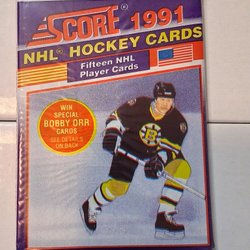 SCORE 1991
NHL® HOCKEY CARDS
Fifteen NHL
Player Cards
WIN
SPECIAL
BOBBY ORR
CARDS
SEE DETAILS
ON BACK
B